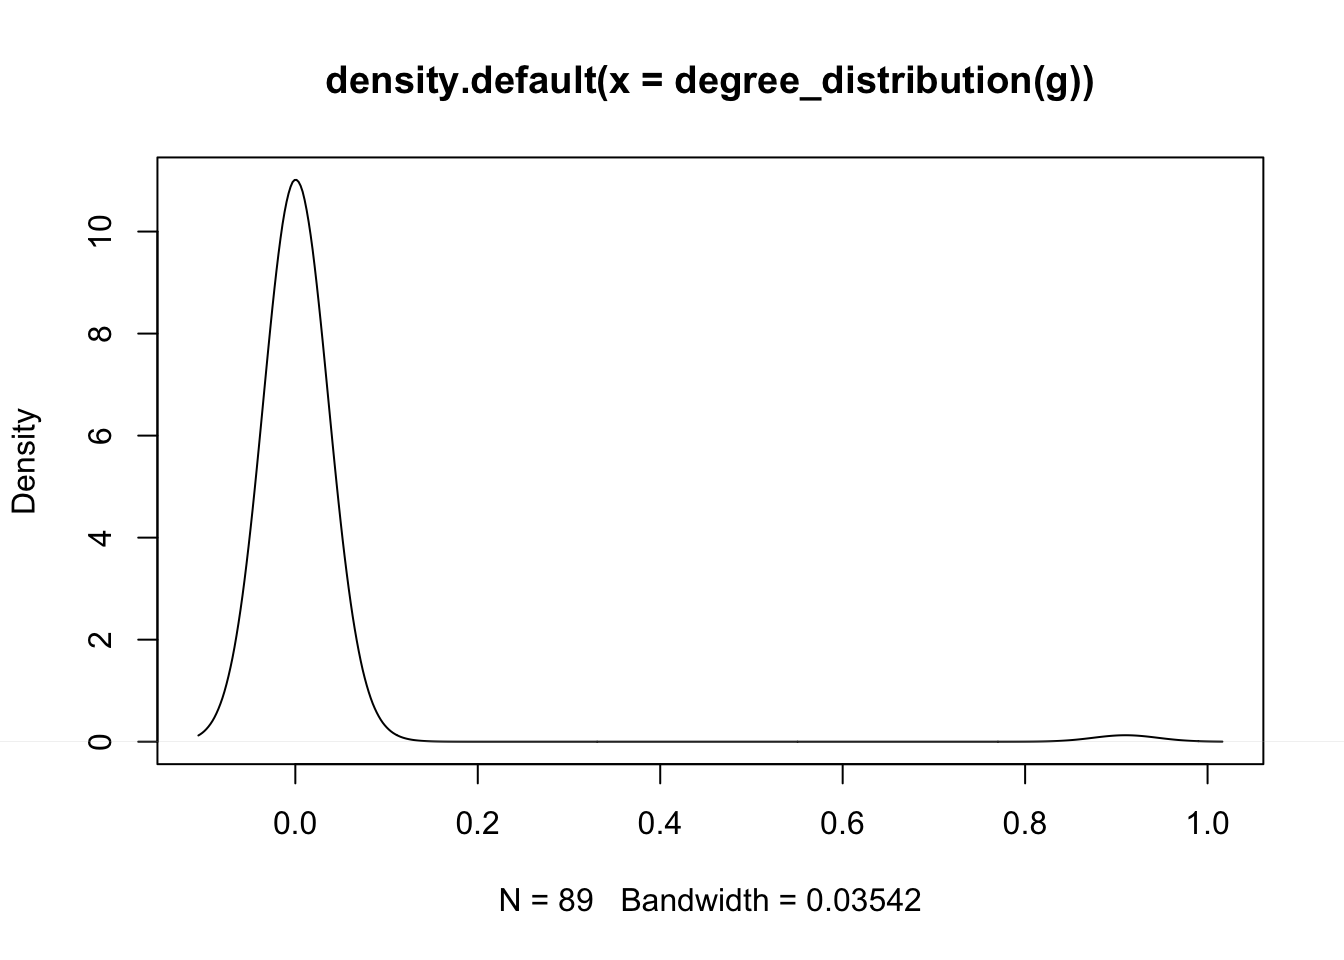 density.default(x = degree_distribution(g))
Density
10
8
6
4
2
0
0.0 0.2 0.4 0.6 0.8 1.0
N = 89 Bandwidth = 0.03542